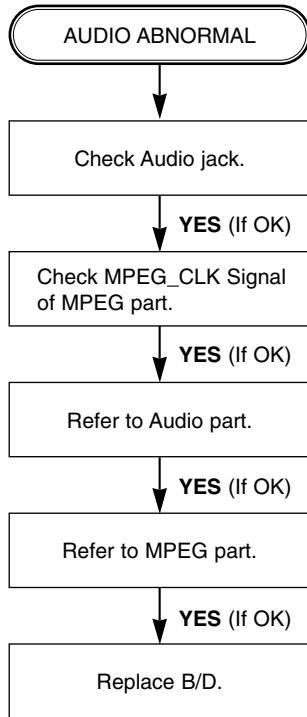 AUDIO ABNORMAL
Check Audio jack.
YES (If OK)
Check MPEG_CLK Signal
of MPEG part.
YES (If OK)
Refer to Audio part.
YES (If OK)
Refer to MPEG part.
YES (If OK)
Replace B/D.